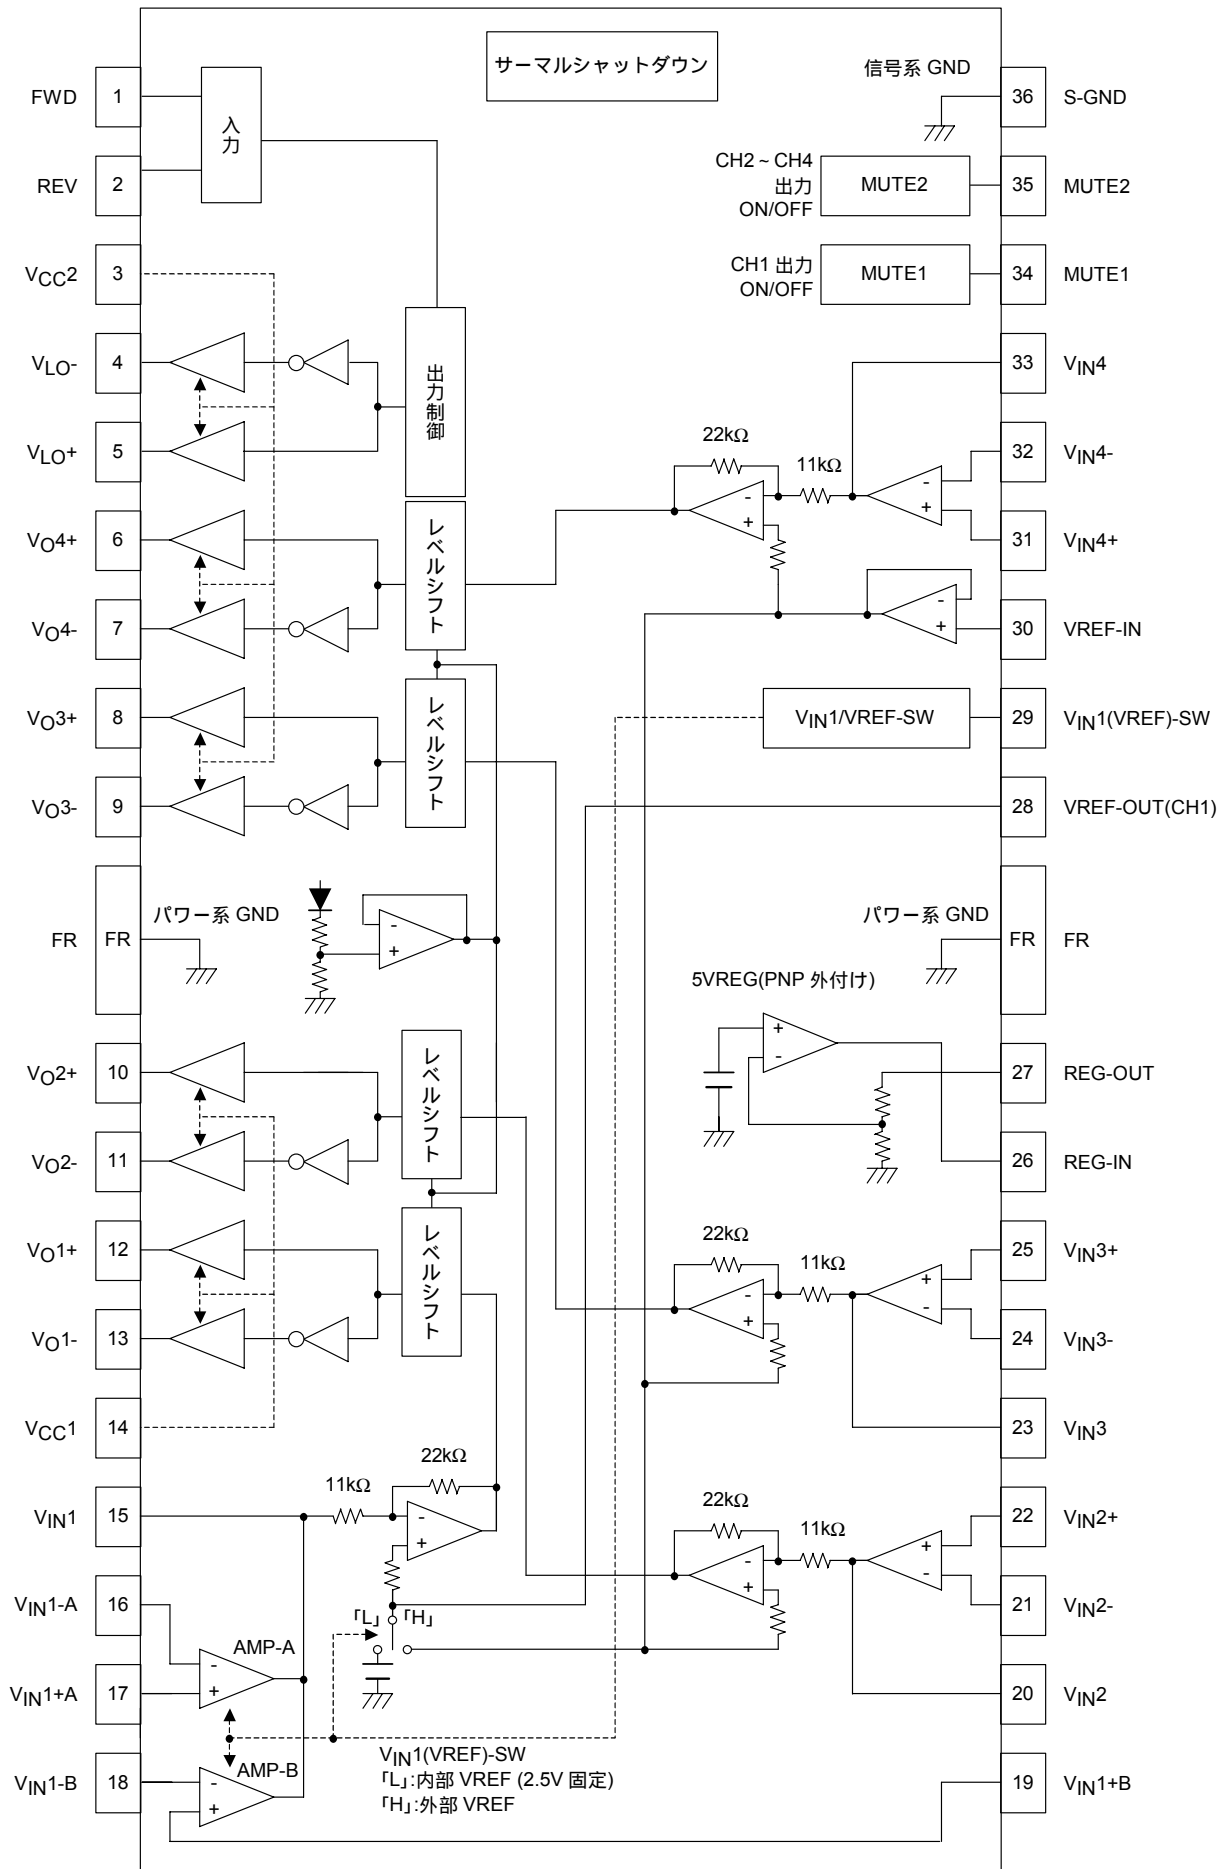 サーマルシャットダウン
信号系 GND
FWD 1
入力
36 S-GND
REV 2
CH2 ~ CH4
出力
ON/OFF
MUTE2
35 MUTE2
VCC2 3
CH1 出力
ON/OFF
MUTE1
34 MUTE1
VLO- 4
出力制御
33 VIN4
VLO+ 5
22kΩ
11kΩ
-
+
-
+
32 VIN4-
VO4+ 6
レベルシフト
31 VIN4+
VO4- 7
-
+
30 VREF-IN
VO3+ 8
レベルシフト
VIN1/VREF-SW
29 VIN1(VREF)-SW
VO3- 9
28 VREF-OUT(CH1)
パワー系 GND
FR FR
-
+
パワー系 GND
FR FR
5VREG(PNP 外付け)
+
-
VO2+ 10
レベルシフト
27 REG-OUT
VO2- 11
26 REG-IN
VO1+ 12
レベルシフト
22kΩ
11kΩ
-
+
+
-
25 VIN3+
VO1- 13
24 VIN3-
VCC1 14
23 VIN3
VIN1 15
11kΩ
22kΩ
-
+
22kΩ
11kΩ
-
+
+
-
22 VIN2+
VIN1-A 16
「L」
「H」
21 VIN2-
AMP-A
-
+
VIN1+A 17
20 VIN2
VIN1(VREF)-SW
「L」:内部 VREF (2.5V 固定)
「H」:外部 VREF
AMP-B
-
+
VIN1-B 18
19 VIN1+B